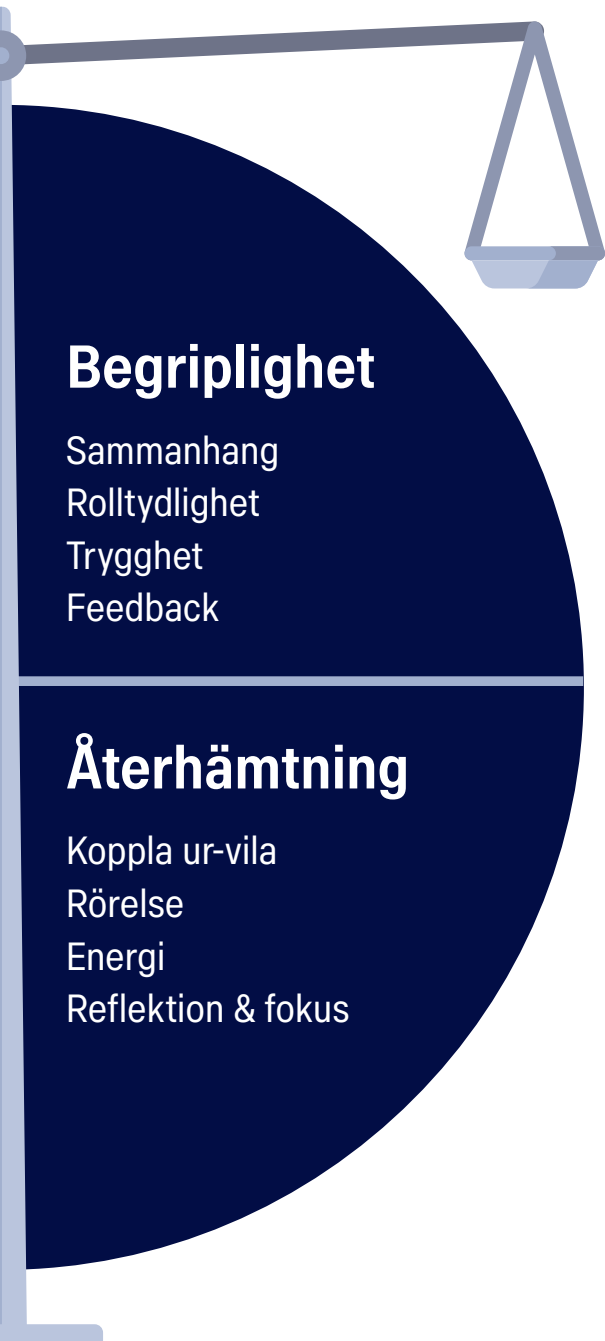 Begriplighet
Sammanhang
Rolltydlighet
Trygghet
Feedback
Återhämtning
Koppla ur-vila
Rörelse
Energi
Reflektion & fokus